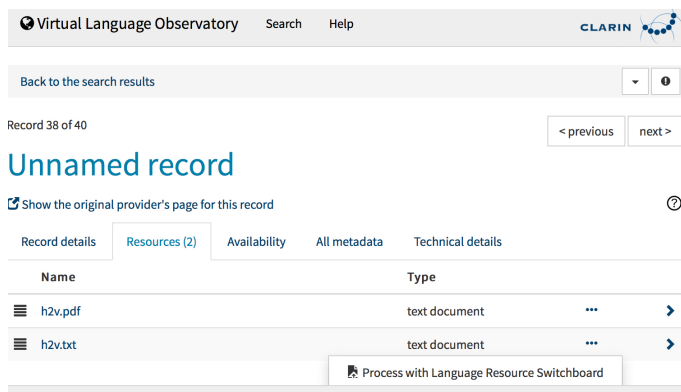 Virtual Language Observatory Search Help CLARIN
Back to the search results
Record 38 of 40 < previous next >
Unnamed record
Show the original provider's page for this record
Record details Resources (2) Availability All metadata Technical details
Name Type
h2v.pdf text document
h2v.txt text document
Process with Language Resource Switchboard